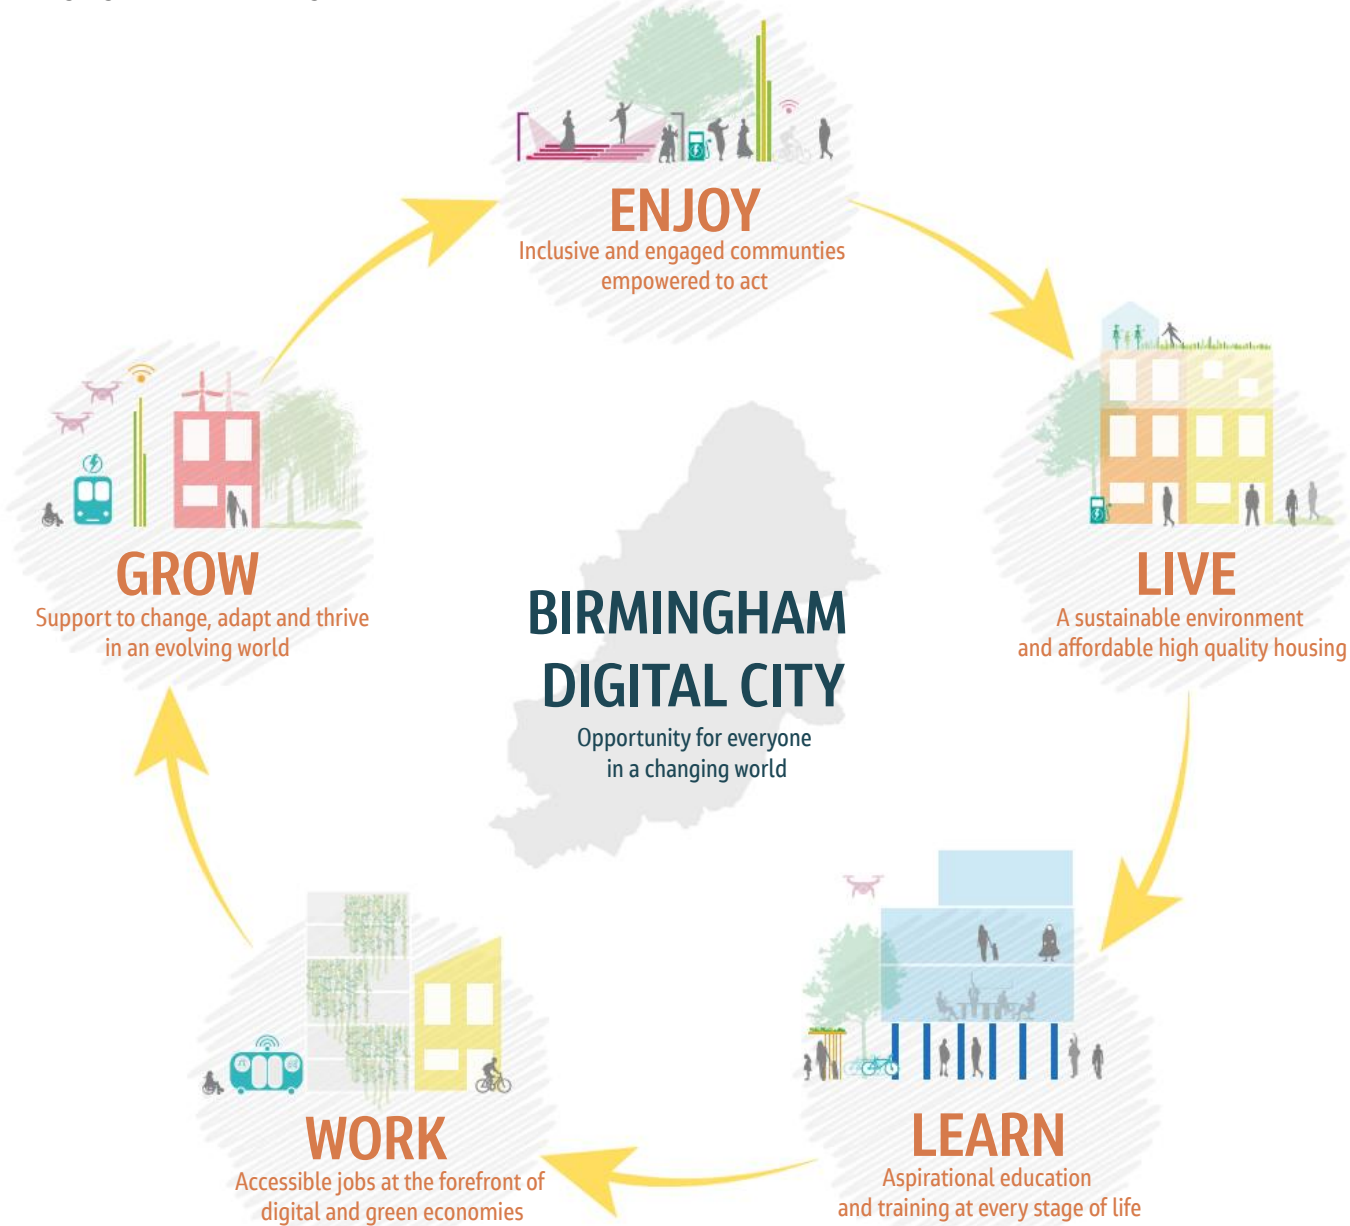 ENJOY
Inclusive and engaged communties
empowered to act
LIVE
A sustainable environment
and affordable high quality housing
LEARN
Aspirational education
and training at every stage of life
WORK
Accessible jobs at the forefront of
digital and green economies
GROW
Support to change, adapt and thrive
in an evolving world
BIRMINGHAM
DIGITAL CITY
Opportunity for everyone
in a changing world